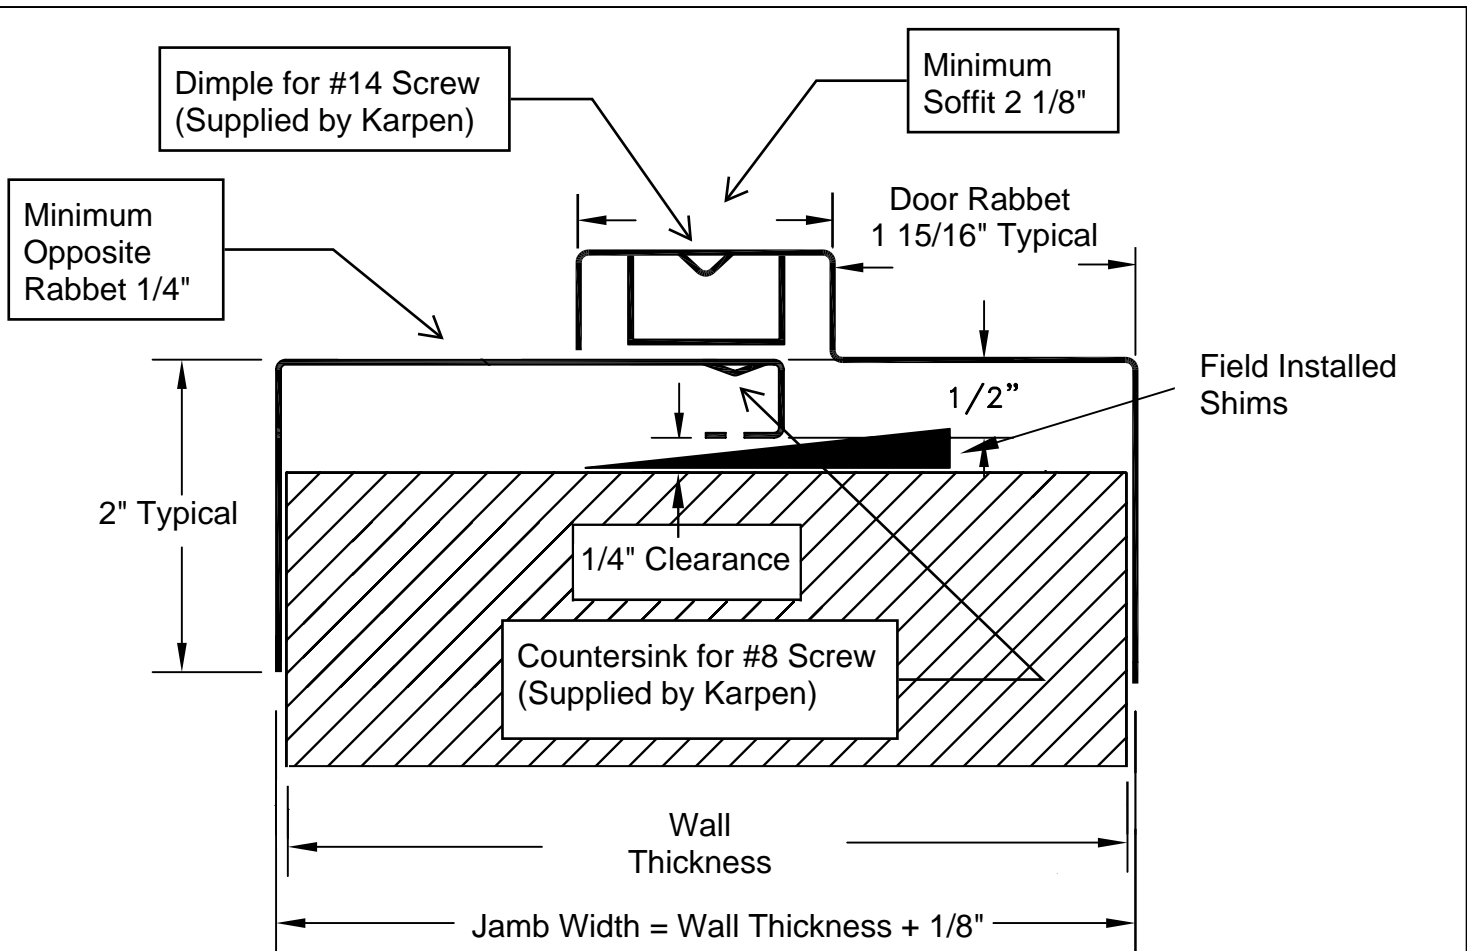 Dimple for #14 Screw
(Supplied by Karpen)
Minimum
Soffit 2 1/8"
Minimum
Opposite
Rabbet 1/4"
Door Rabbet
1 15/16" Typical
Field Installed
Shims
1/2”
2" Typical
1/4" Clearance
Countersink for #8 Screw
(Supplied by Karpen)
Wall
Thickness
Jamb Width = Wall Thickness + 1/8"